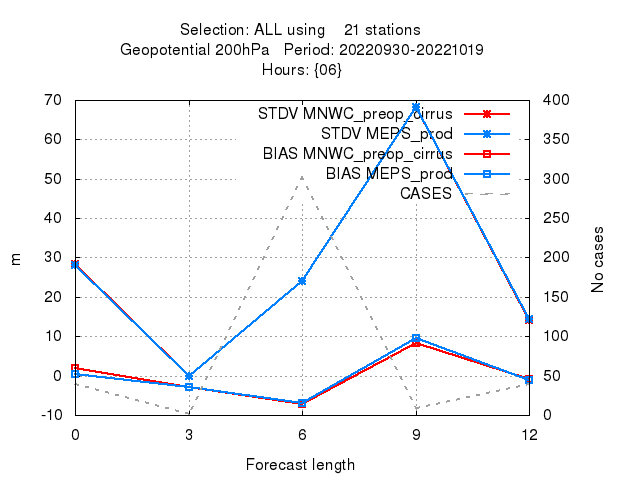 Selection: ALL using 21 stations
Geopotential 200hPa Period: 20220930-20221019
Hours: {06}
70 400
STDV MNWC_preop_cirrus
60 350
STDV MEPS_prod
BIAS MNWC_preop_cirrus
50 300
BIAS MEPS_prod
CASES
40 250
30 200
m
No cases
20 150
10 100
0 50
-10 0
0 3 6 9 12
Forecast length